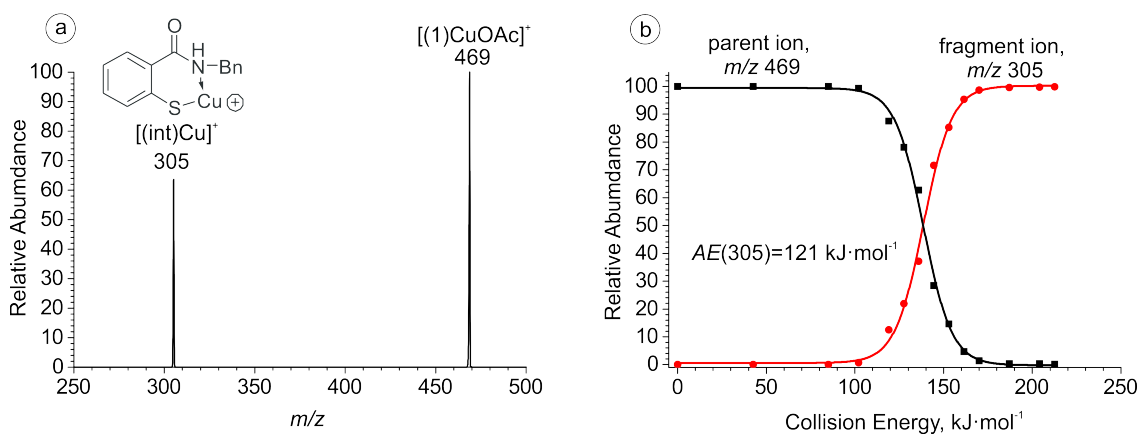 a
O
H
N
Bn
S
Cu
+
[(int)Cu]+
305
[(1)CuOAc]+
469
100
90
80
70
60
50
40
30
20
10
0
Relative Abumdance
250
300
350
400
450
500
m/z
b
parent ion,
m/z 469
fragment ion,
m/z 305
100
90
80
70
60
50
40
30
20
10
0
Relative Abumdance
AE(305)=121 kJ·mol-1
0
50
100
150
200
250
Collision Energy, kJ·mol-1